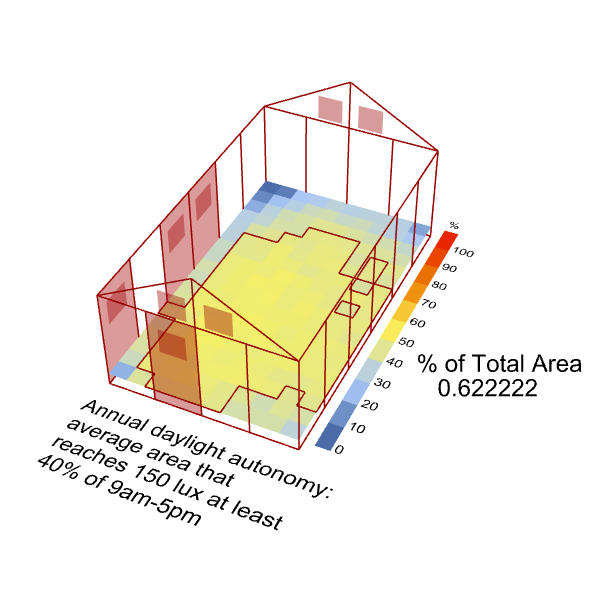 %
100
90
80
70
60
50
40
30
20
10
0
% of Total Area
0.622222
Annual daylight autonomy:
average area that
reaches 150 lux at least
40% of 9am-5pm